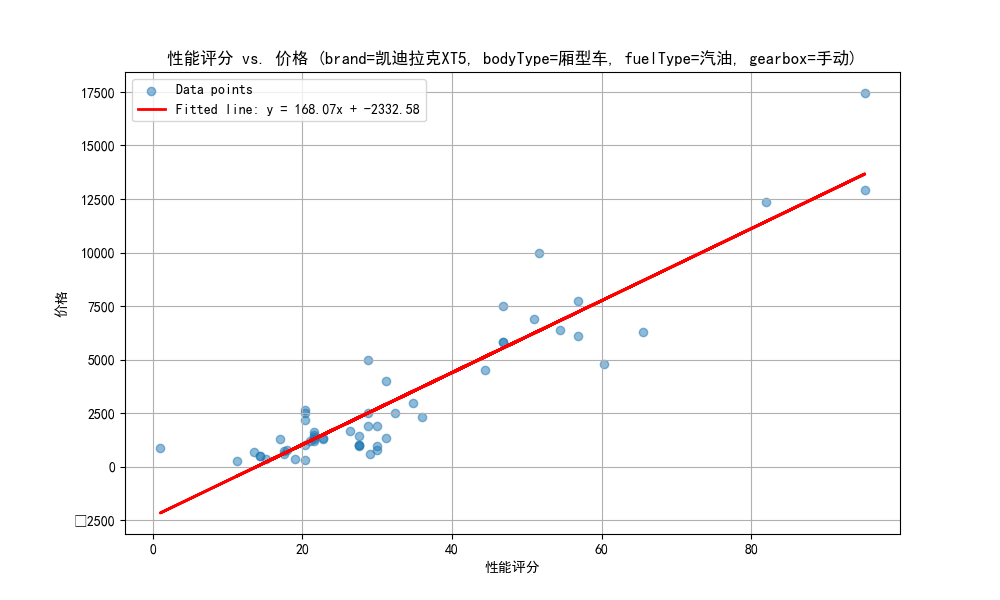 性能评分 vs. 价格 (brand=凯迪拉克XT5, bodyType=厢型车, fuelType=汽油, gearbox=手动)
Data points
Fitted line: y = 168.07x + -2332.58
17500
15000
12500
10000
7500
5000
2500
0
□2500
价格
0 20 40 60 80
性能评分